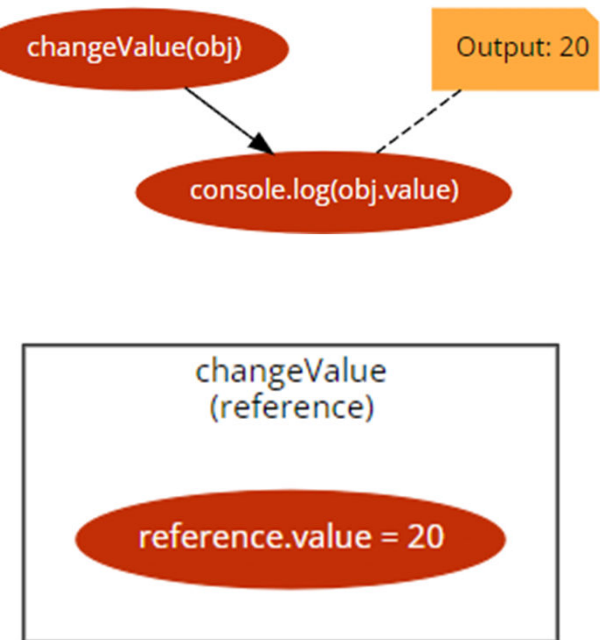 changeValue(obj)
Output: 20
console.log(obj.value)
changeValue
(reference)
reference.value = 20